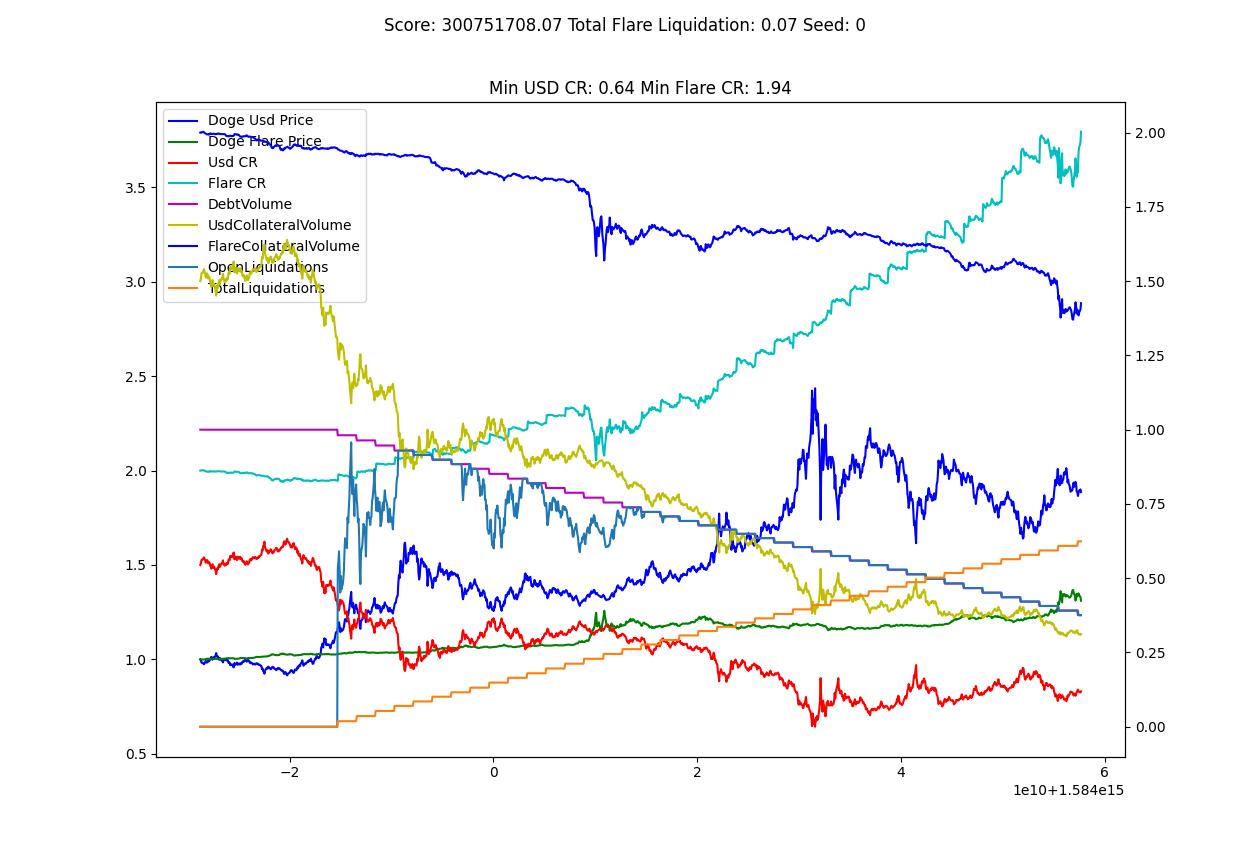 Score: 300751708.07 Total Flare Liquidation: 0.07 Seed: 0
Min USD CR: 0.64 Min Flare CR: 1.94
Doge Usd Price
Doge Flare Price
Usd CR
Flare CR
DebtVolume
UsdCollateralVolume
FlareCollateralVolume
OpenLiquidations
TotalLiquidations
3.5
3.0
2.5
2.0
1.5
1.0
0.5
2.00
1.75
1.50
1.25
1.00
0.75
0.50
0.25
0.00
−2
0
2
4
6
1e10+1.584e15